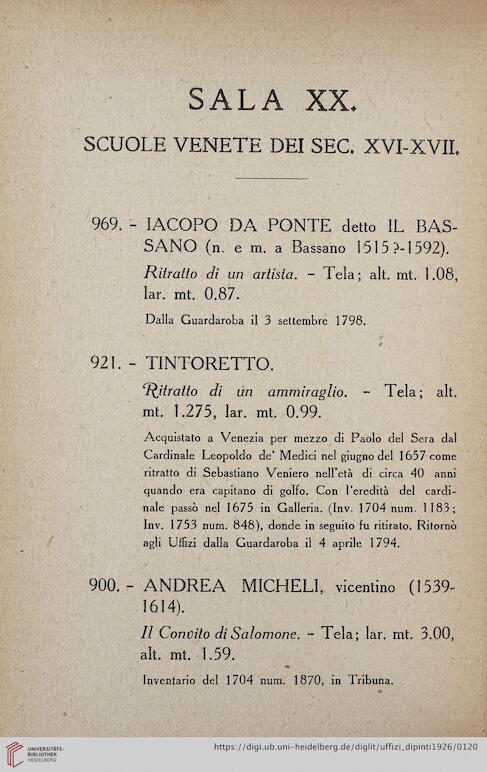 SALA XX.
SCUOLE VENETE DEI SEC. XVI-XVII.
969. - IACOPO DA PONTE detto IL BAS-
SANO (n. e m. a Bassano 1515?-1592).
Ritratto di un artista. - Tela; alt. mt. 1.08,
lar. mt. 0.87.
Dalla Guardaroba il 3 settembre 1798.
921. - TINTORETTO.
Ritratto di un ammiraglio. - Tela; alt.
mt. 1.275, lar. mt. 0.99.
Acquistato a Venezia per mezzo di Paolo del Sera dal
Cardinale Leopoldo de' Medici nel giugno del 1657 come
ritratto di Sebastiano Veniero nell'età di circa 40 anni
quando era capitano di golfo. Con l'eredità del cardi-
nale passò nel 1675 in Galleria. (Inv. 1704 num. 1183;
Inv. 1753 num. 848), donde in seguito fu ritirato. Ritornò
agli Uffizi dalla Guardaroba il 4 aprile 1794.
900. - ANDREA MICHELI, vicentino (1539-
1614).
Il Convito di Salomone. - Tela; lar. mt. 3.00,
alt. mt. 1.59.
Inventario del 1704 num. 1870, in Tribuna.
UNIVERSITÄTS-
BIBLIOTHEK
HEIDELBERG
https://digi.ub.uni-heidelberg.de/diglit/uffizi_dipinti1926/0120